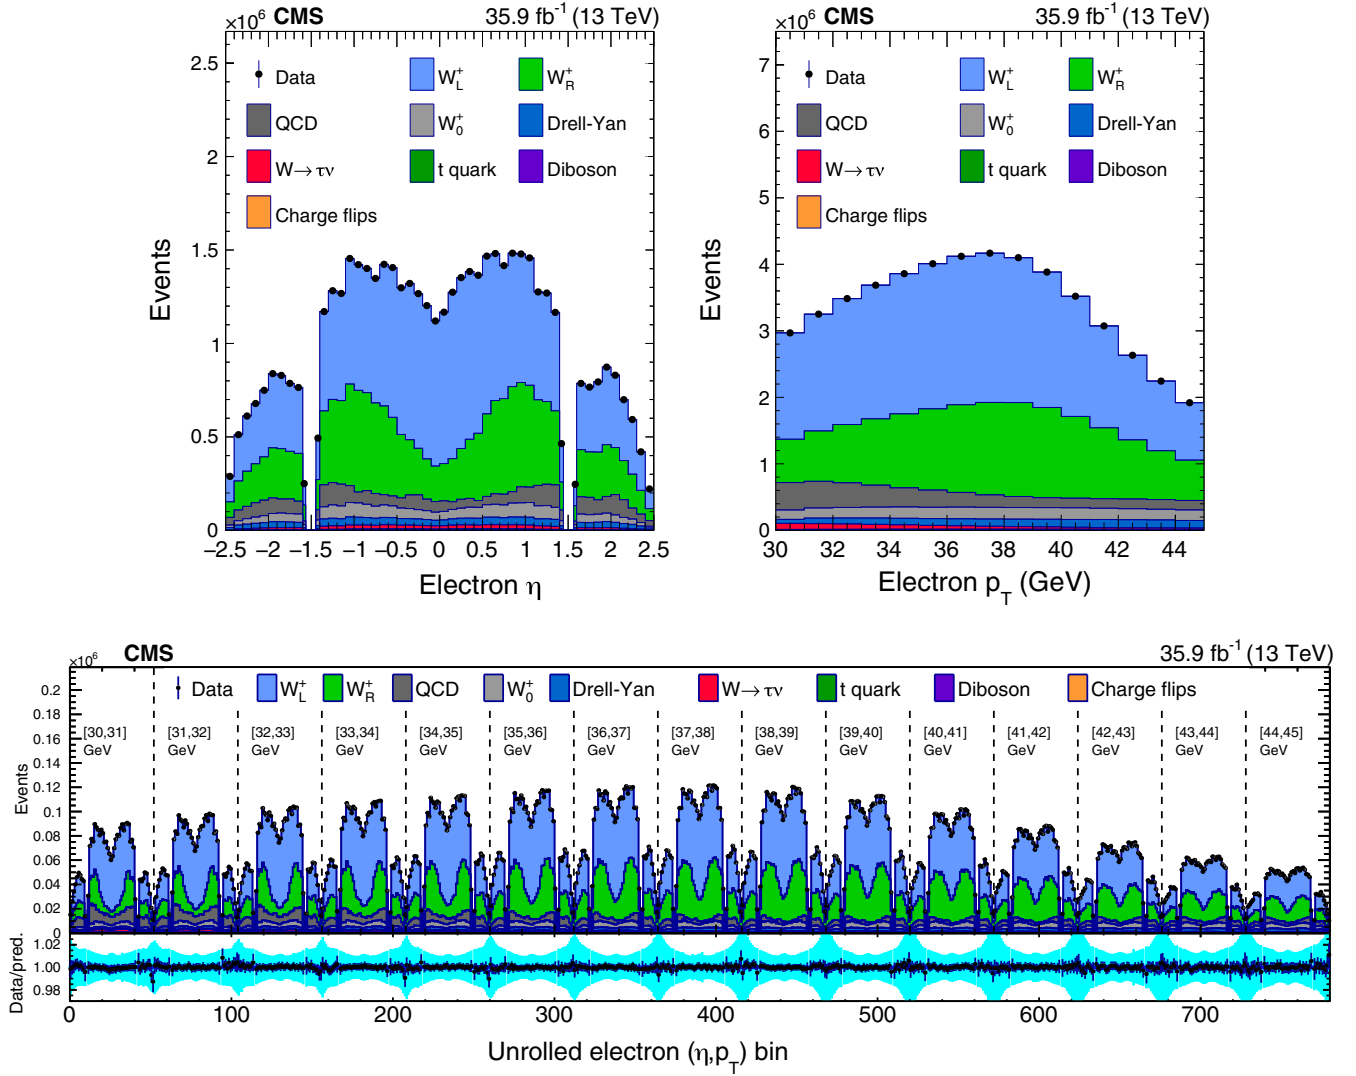 ×10⁶ CMS 35.9 fb⁻¹ (13 TeV)
Data W⁺L W⁺R
QCD W⁺0 Drell-Yan
W→τν t quark Diboson
Charge flips
Events
2.5
2
1.5
1
0.5
0
−2.5 −2 −1.5 −1 −0.5 0 0.5 1 1.5 2 2.5
Electron η
×10⁶ CMS 35.9 fb⁻¹ (13 TeV)
Data W⁺L W⁺R
QCD W⁺0 Drell-Yan
W→τν t quark Diboson
Charge flips
Events
7
6
5
4
3
2
1
0
30 32 34 36 38 40 42 44
Electron pT (GeV)
×10⁶ CMS 35.9 fb⁻¹ (13 TeV)
Data W⁺L W⁺R QCD W⁺0 Drell-Yan W→τν t quark Diboson Charge flips
[30,31] [31,32] [32,33] [33,34] [34,35] [35,36] [36,37] [37,38] [38,39] [39,40] [40,41] [41,42] [42,43] [43,44] [44,45]
GeV GeV GeV GeV GeV GeV GeV GeV GeV GeV GeV GeV GeV GeV GeV
Events
0.2
0.18
0.16
0.14
0.12
0.1
0.08
0.06
0.04
0.02
0
Data/pred.
1.02
1.00
0.98
0 100 200 300 400 500 600 700
Unrolled electron (η,pT) bin